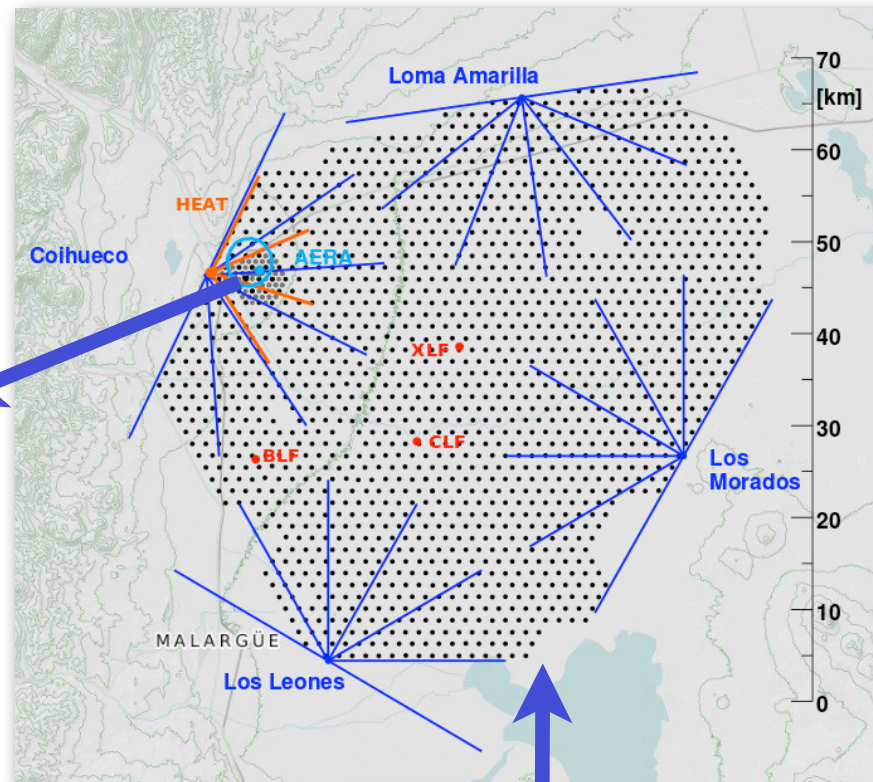 Loma Amarilla
70
[km]
60
HEAT
50
Coihueco
AERA
40
XLF
30
CLF
BLF
Los
Morados
20
10
MALARGÜE
Los Leones
0